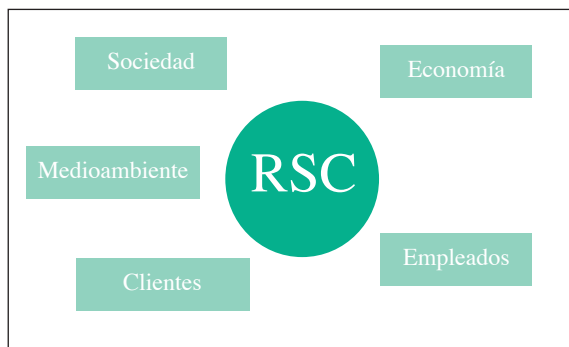 Sociedad
Economía
Medioambiente
RSC
Empleados
Clientes